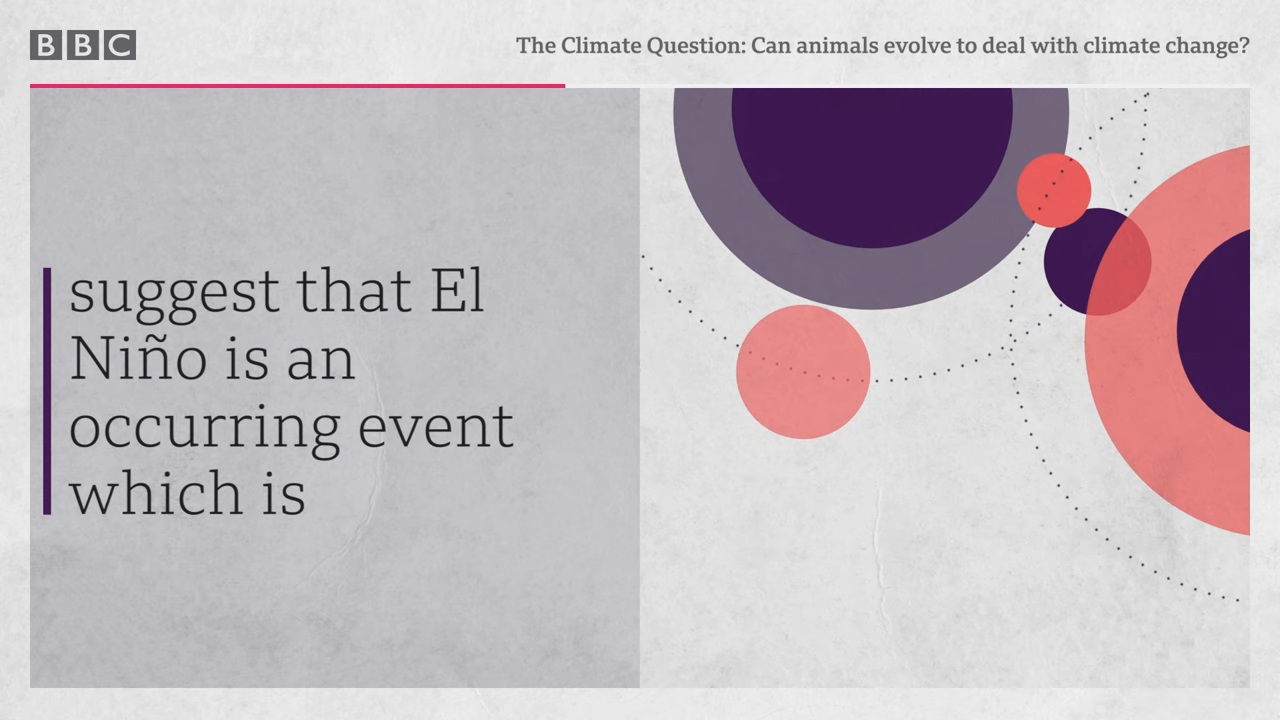 BBC
The Climate Question: Can animals evolve to deal with climate change?
suggest that El
Niño is an
occurring event
which is